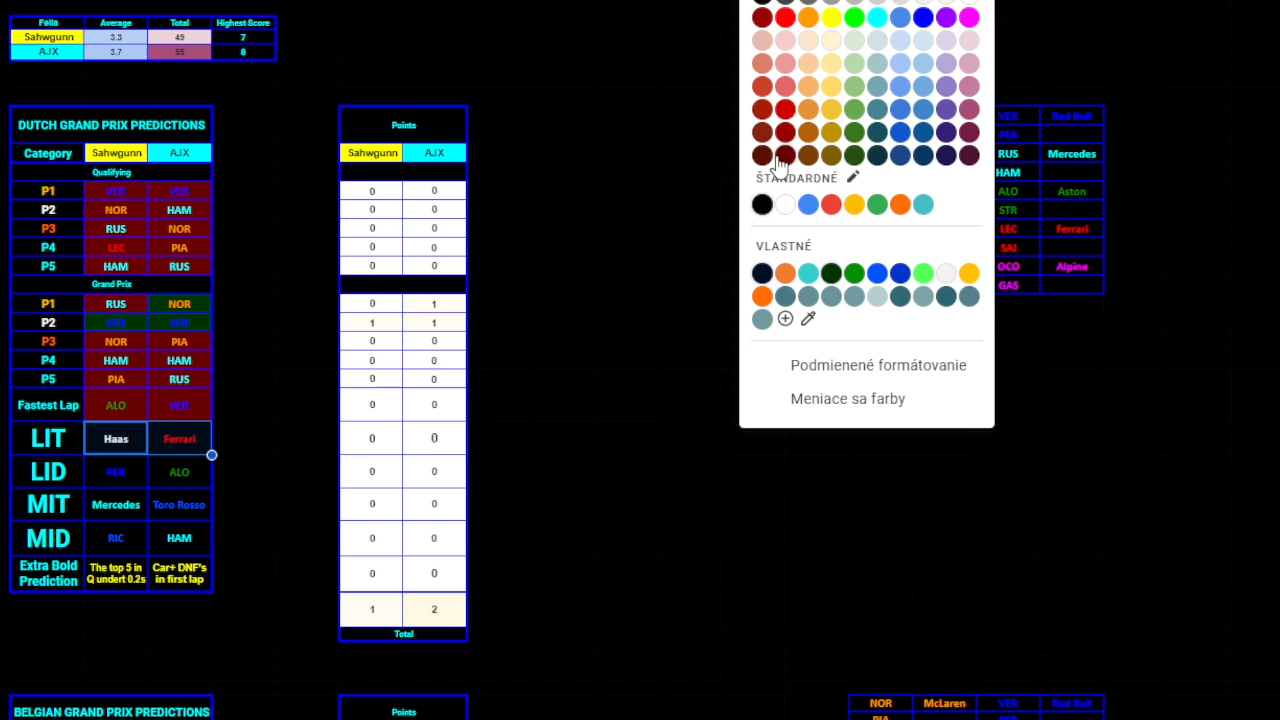 Felis Average Total Highest Score
Sahwgunn 3.3 49 7
AJX 3.7 55 8
DUTCH GRAND PRIX PREDICTIONS
Category Sahwgunn AJX
Qualifying
P1 VER VER
P2 NOR HAM
P3 RUS NOR
P4 LEC PIA
P5 HAM RUS
Grand Prix
P1 RUS NOR
P2 VER VER
P3 NOR PIA
P4 HAM HAM
P5 PIA RUS
Fastest Lap ALO VER
LIT Haas Ferrari
LID PER ALO
MIT Mercedes Toro Rosso
MID RIC HAM
Extra Bold Prediction The top 5 in Q undert 0.2s Car+ DNF's in first lap
Points
Sahwgunn AJX
0 0
0 0
0 0
0 0
0 0
0 1
1 1
0 0
0 0
0 0
0 0
0 0
0 0
0 0
0 0
0 0
1 2
Total
ŠTANDARDNÉ
VLASTNÉ
Podmienené formátovanie
Meniace sa farby
VER Red Bull
PER
RUS Mercedes
HAM
ALO Aston
STR
LEC Ferrari
SAI
OCO Alpine
GAS
BELGIAN GRAND PRIX PREDICTIONS
Points
NOR McLaren VER Red Bull
PIA PER